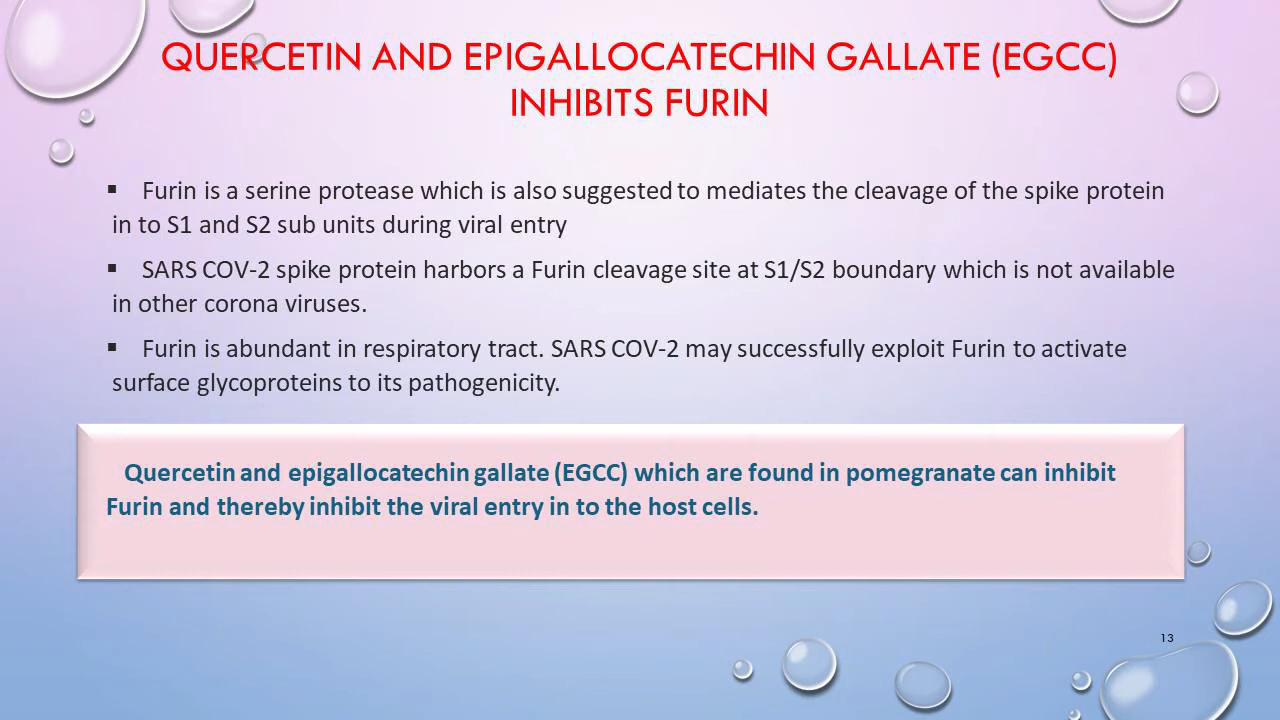 QUERCETIN AND EPIGALLOCATECHIN GALLATE (EGCC)
INHIBITS FURIN
▪ Furin is a serine protease which is also suggested to mediates the cleavage of the spike protein
in to S1 and S2 sub units during viral entry
▪ SARS COV-2 spike protein harbors a Furin cleavage site at S1/S2 boundary which is not available
in other corona viruses.
▪ Furin is abundant in respiratory tract. SARS COV-2 may successfully exploit Furin to activate
surface glycoproteins to its pathogenicity.
Quercetin and epigallocatechin gallate (EGCC) which are found in pomegranate can inhibit
Furin and thereby inhibit the viral entry in to the host cells.
13